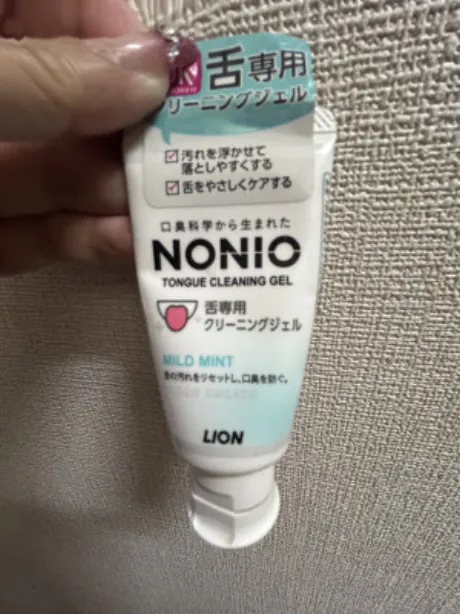 舌専用
リーニングジェル
汚れを浮かせて
落としやすくする
舌をやさしくケアする
口臭科学から生まれた
NONIO
TONGUE CLEANING GEL
舌専用
クリーニングジェル
MILD MINT
の汚れをリセットし、口臭を防ぐ。
LION